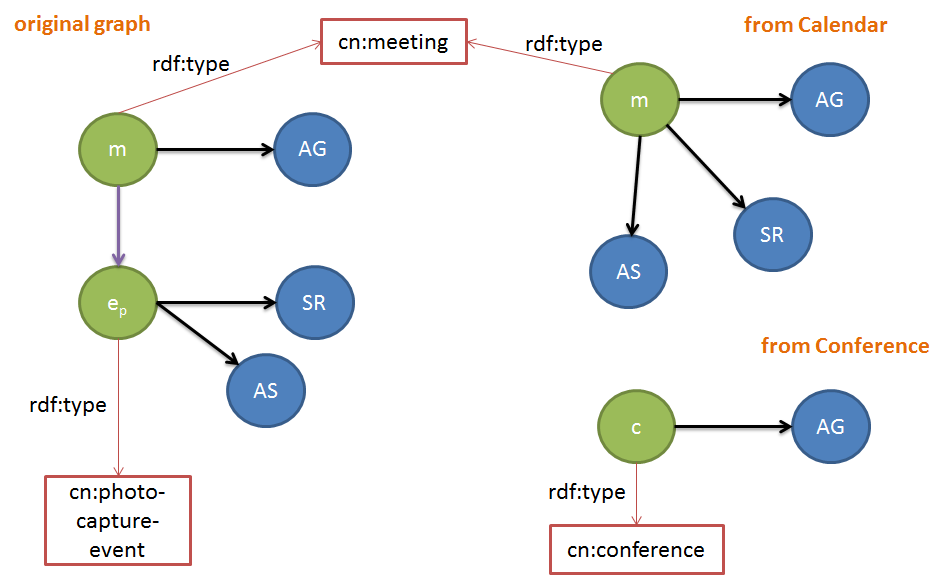 original graph
cn:meeting
from Calendar
rdf:type
rdf:type
m
AG
m
AG
SR
AS
ep
SR
AS
from Conference
rdf:type
c
AG
rdf:type
cn:photo-
capture-
event
cn:conference